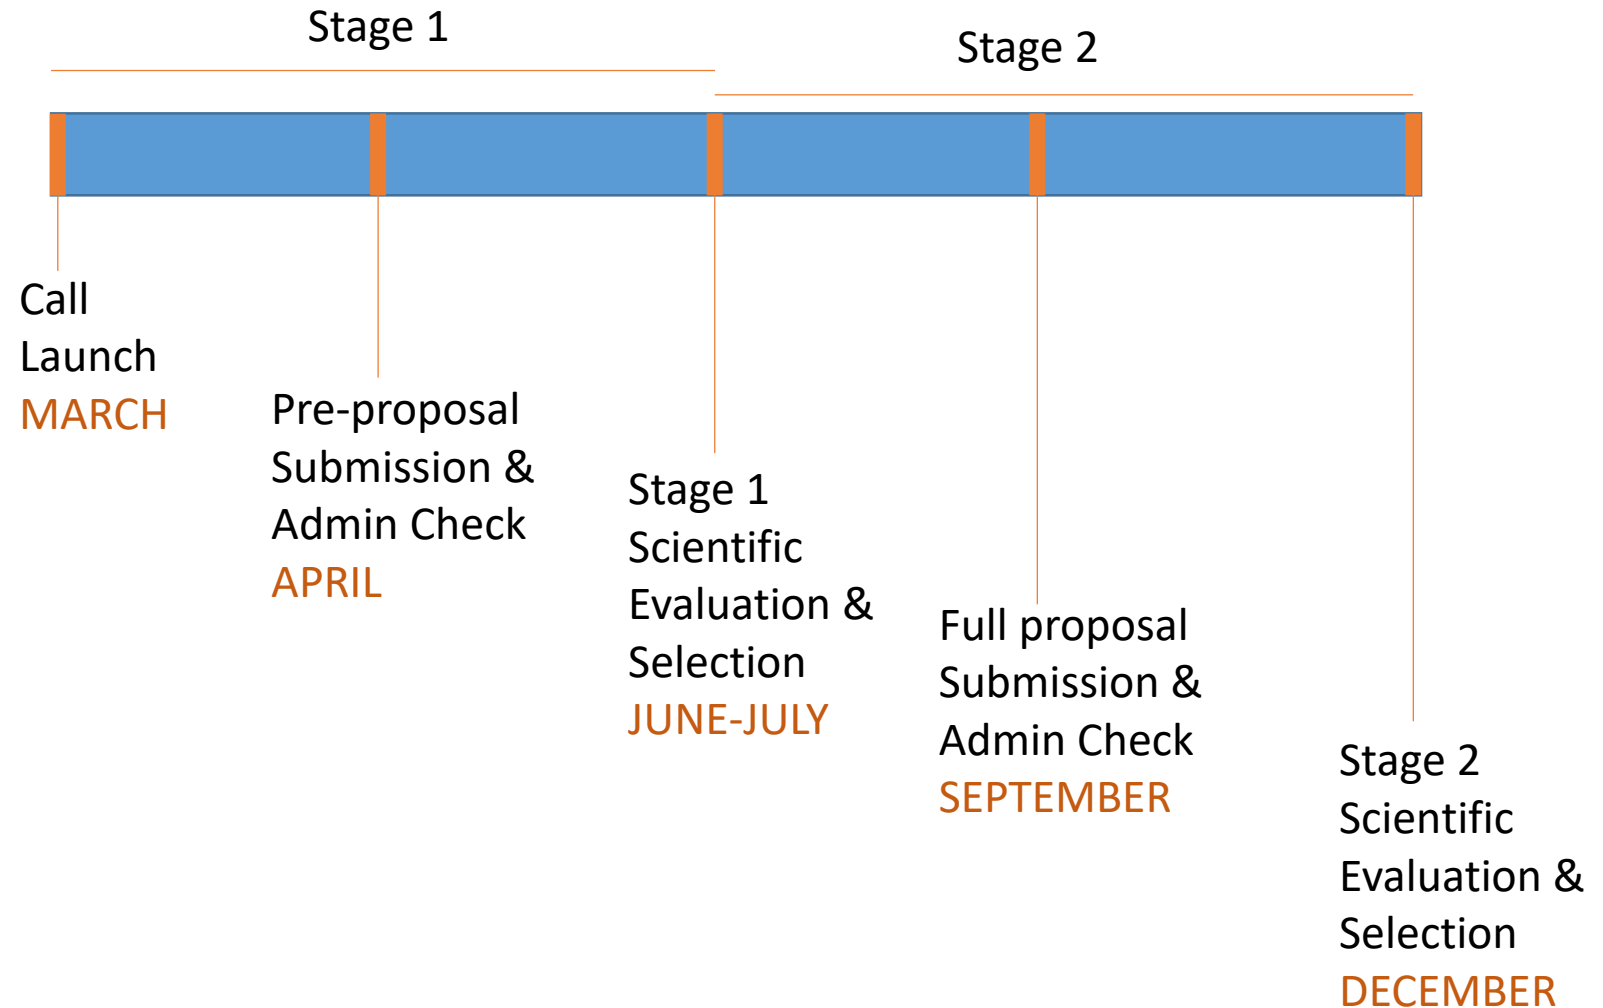 Stage 1
Stage 2
Call
Launch
MARCH
Pre-proposal
Submission &
Admin Check
APRIL
Stage 1
Scientific
Evaluation &
Selection
JUNE-JULY
Full proposal
Submission &
Admin Check
SEPTEMBER
Stage 2
Scientific
Evaluation &
Selection
DECEMBER